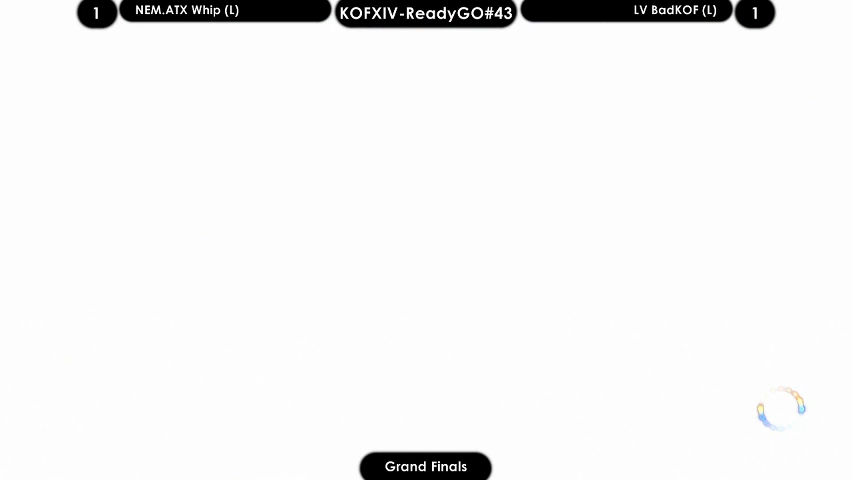 1
NEM.ATX Whip (L)
KOFXIV-ReadyGO#43
LV BadKOF (L)
1
Grand Finals